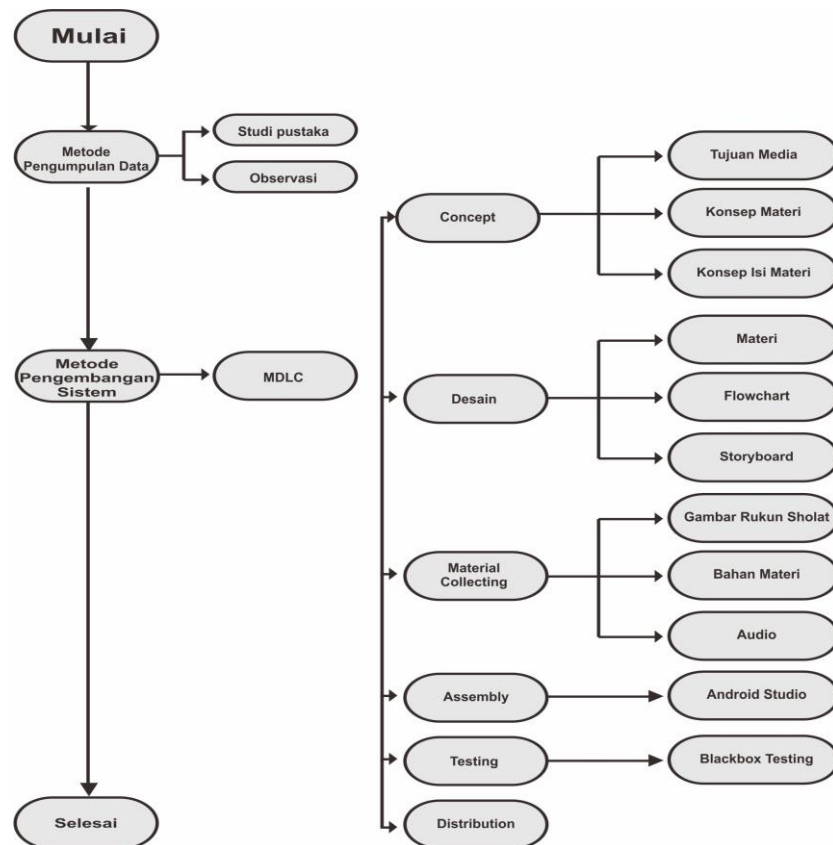 Mulai
Metode
Pengumpulan Data
Studi pustaka
Observasi
Metode
Pengembangan
Sistem
MDLC
Selesai
Concept
Tujuan Media
Konsep Materi
Konsep Isi Materi
Desain
Materi
Flowchart
Storyboard
Material
Collecting
Gambar Rukun Sholat
Bahan Materi
Audio
Assembly
Android Studio
Testing
Blackbox Testing
Distribution